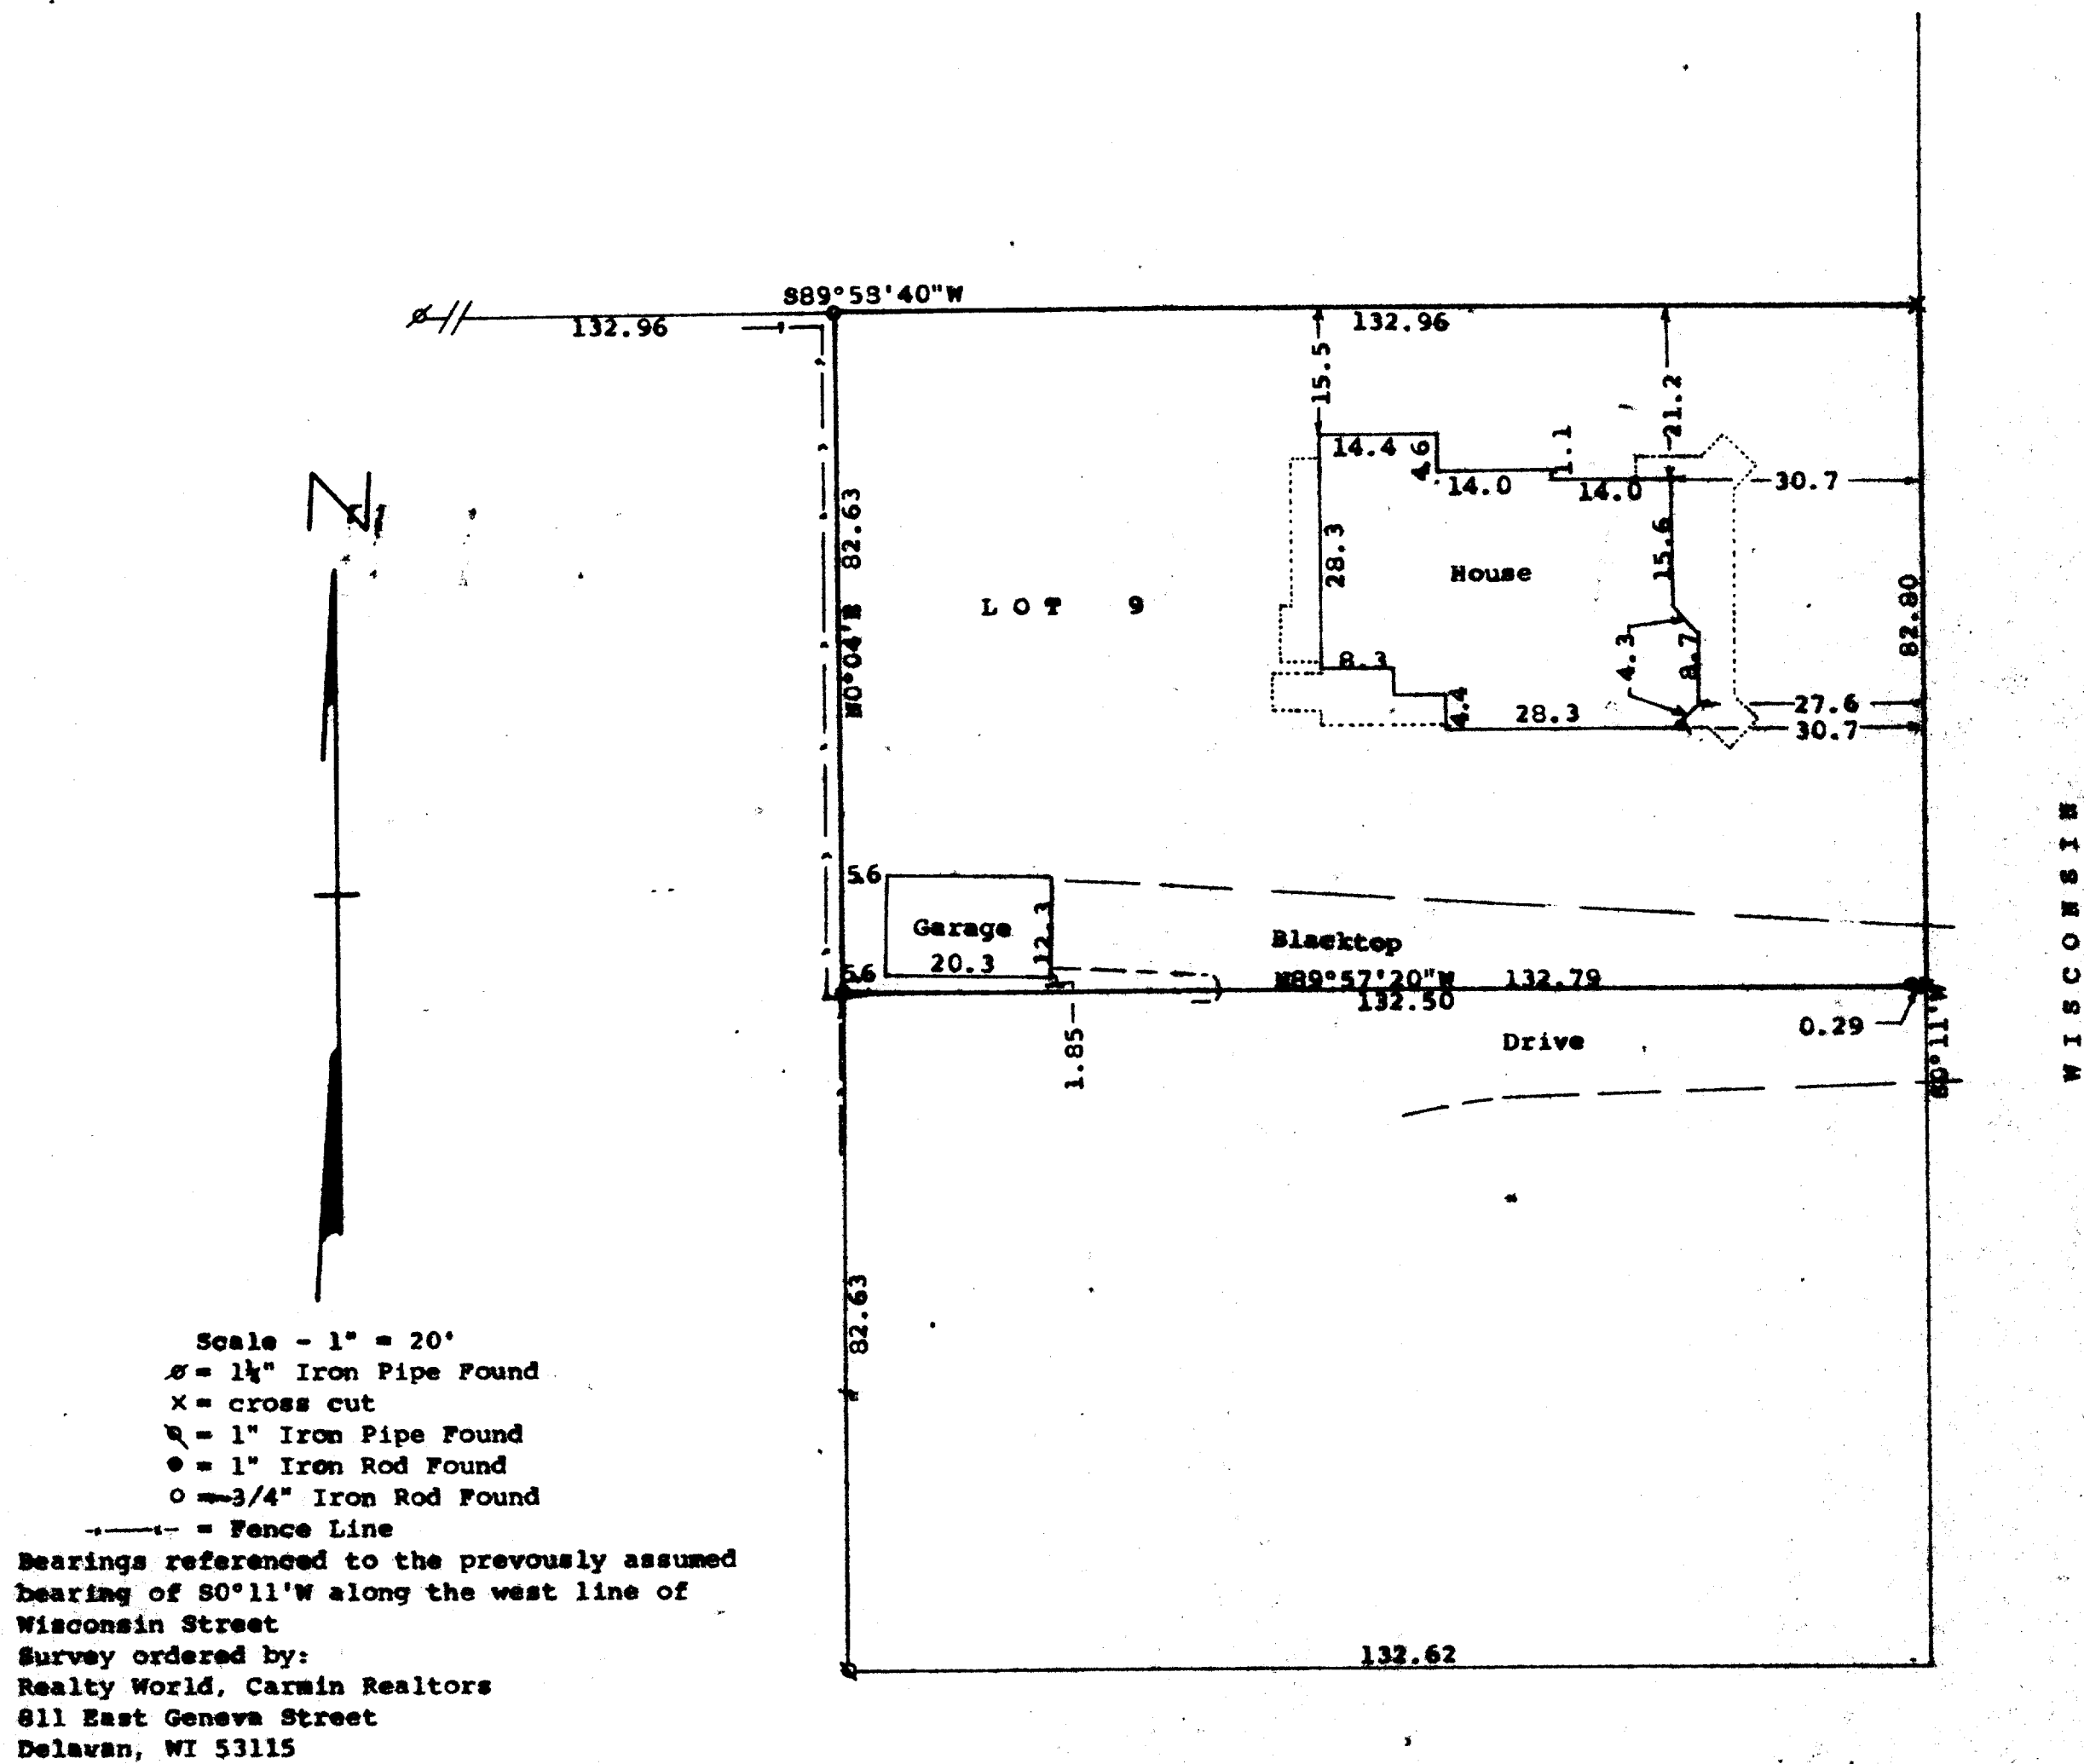 S89°58'40"W
132.96
132.96
15.5
21.2
14.4
4.6
1.1
14.0
14.0
30.7
N
N0°04'E 82.63
28.3
15.6
House
LOT 9
82.80
8.3
4.3
8.7
4.4
28.3
27.6
30.7
WISCONSIN
5.6
Garage
12.3
20.3
5.6
Blacktop
N89°57'20"W 132.79
132.50
0.29
S0°11'W
Drive
1.85
82.63
132.62
Scale - 1" = 20'
ø = 1¼" Iron Pipe Found
x = cross cut
= 1" Iron Pipe Found
● = 1" Iron Rod Found
o = 3/4" Iron Rod Found
= Fence Line
Bearings referenced to the prevously assumed
bearing of S0°11'W along the west line of
Wisconsin Street
Survey ordered by:
Realty World, Carmin Realtors
811 East Geneva Street
Delavan, WI 53115